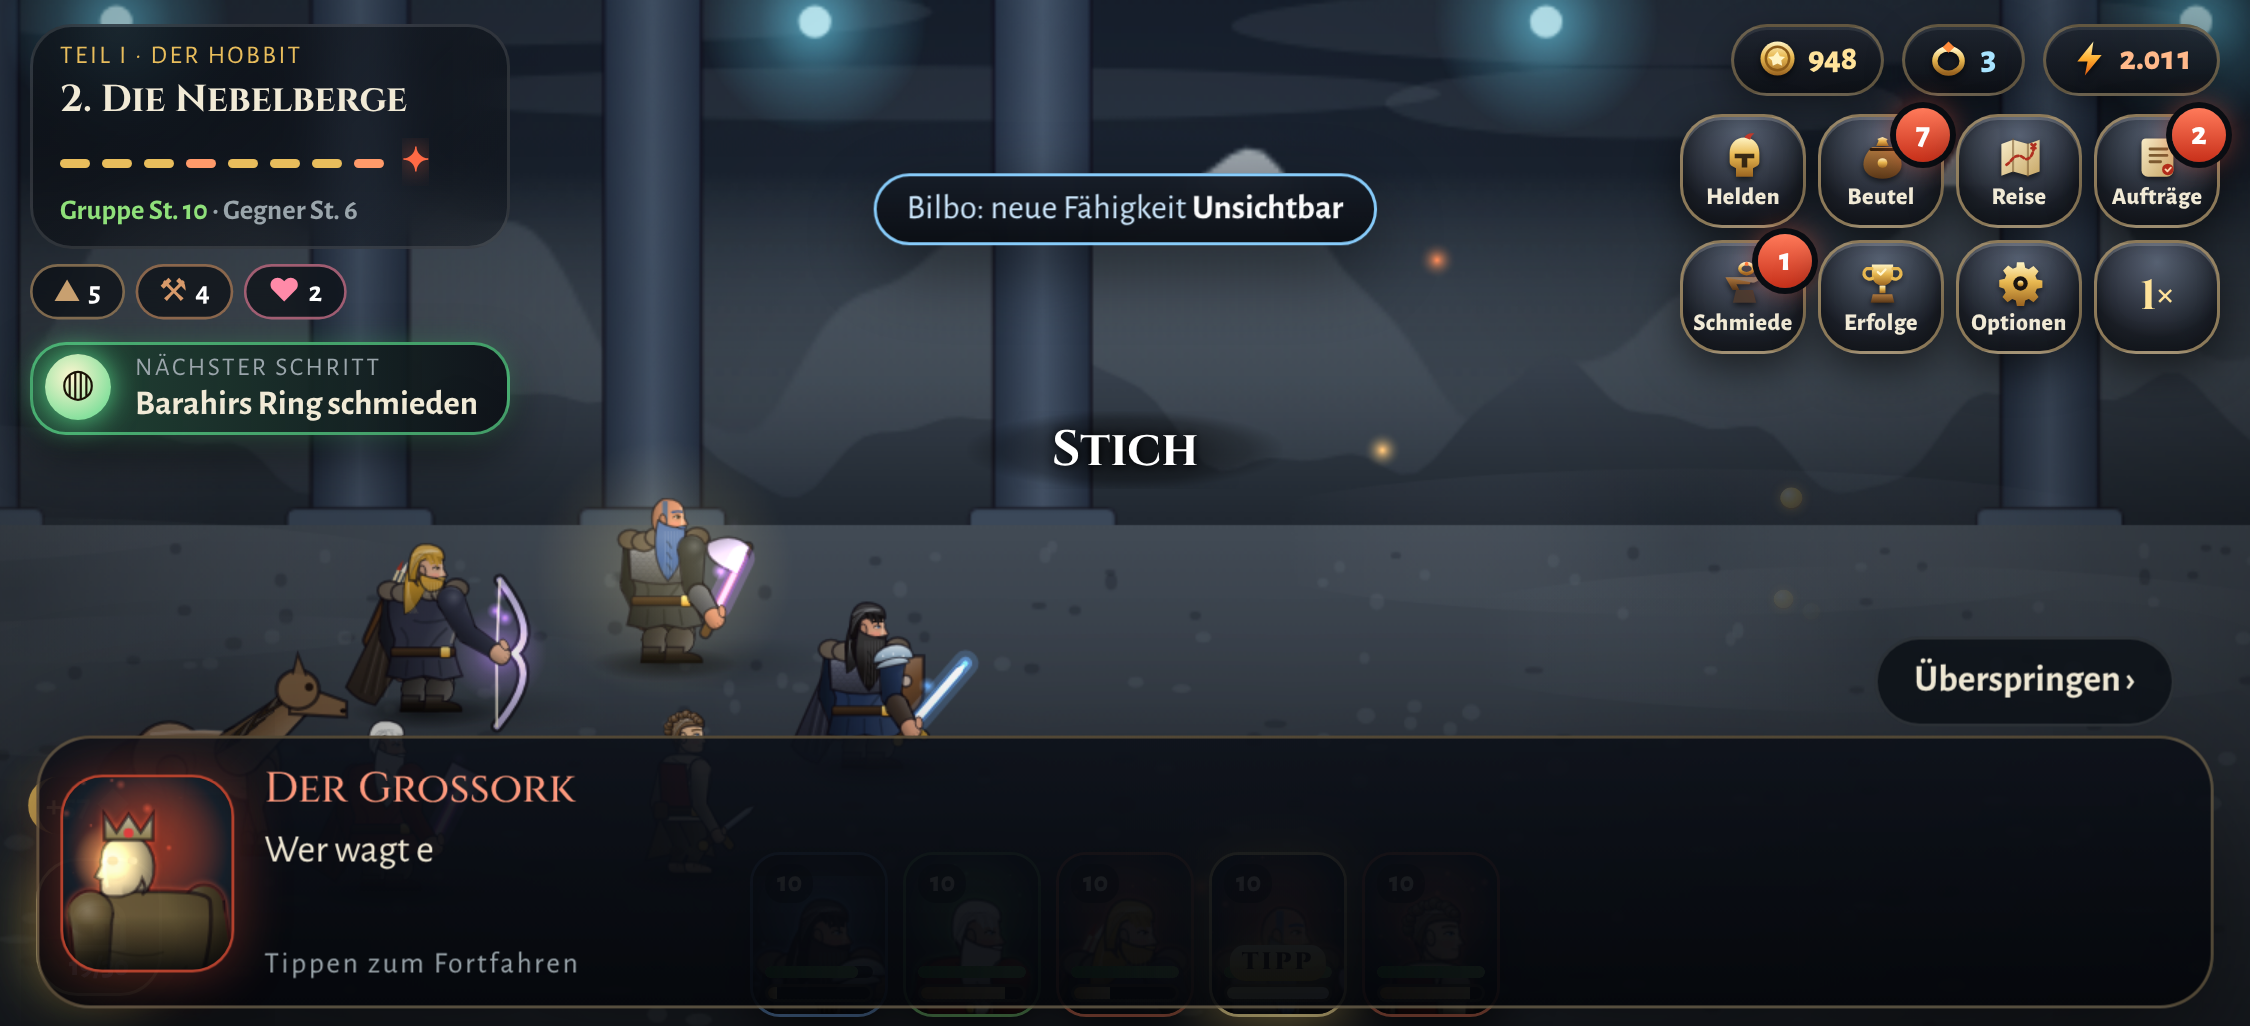 TEIL I · DER HOBBIT
2. DIE NEBELBERGE
Gruppe St. 10 · Gegner St. 6
5
4
2
NÄCHSTER SCHRITT
Barahirs Ring schmieden
Bilbo: neue Fähigkeit Unsichtbar
948
3
2.011
Helden
Beutel
7
Reise
Aufträge
2
Schmiede
1
Erfolge
Optionen
1×
STICH
Überspringen ›
DER GROSSORK
Wer wagt e
Tippen zum Fortfahren
10
10
10
10
10
TIPP